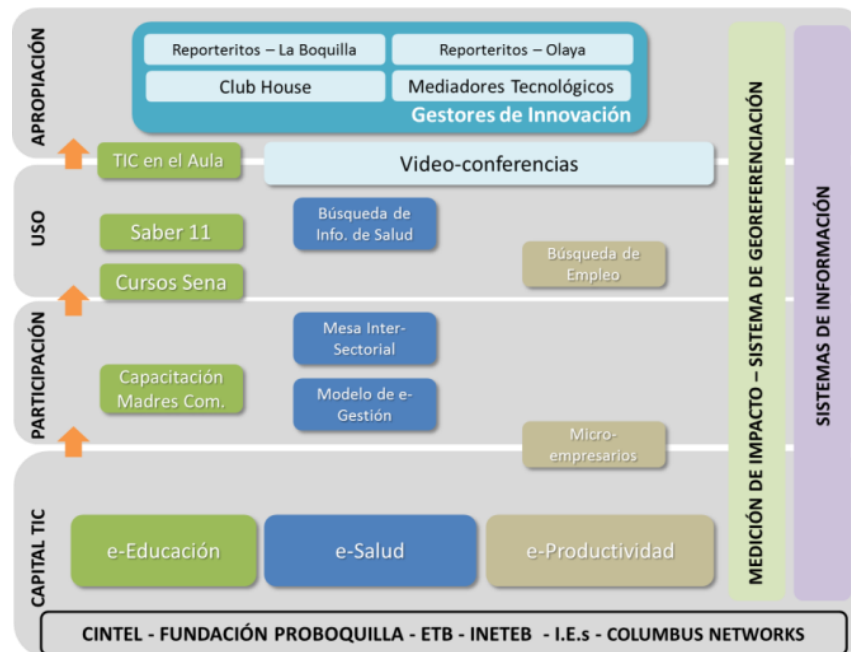 APROPIACIÓN
Reporteritos – La Boquilla
Reporteritos – Olaya
Club House
Mediadores Tecnológicos
Gestores de Innovación
TIC en el Aula
Video-conferencias
USO
Saber 11
Búsqueda de
Info. de Salud
Búsqueda de
Empleo
Cursos Sena
PARTICIPACIÓN
Mesa Inter-
Sectorial
Capacitación
Madres Com.
Modelo de e-
Gestión
Micro-
empresarios
CAPITAL TIC
e-Educación
e-Salud
e-Productividad
MEDICIÓN DE IMPACTO – SISTEMA DE GEOREFERENCIACIÓN
SISTEMAS DE INFORMACIÓN
CINTEL - FUNDACIÓN PROBOQUILLA - ETB - INETEB - I.E.s - COLUMBUS NETWORKS